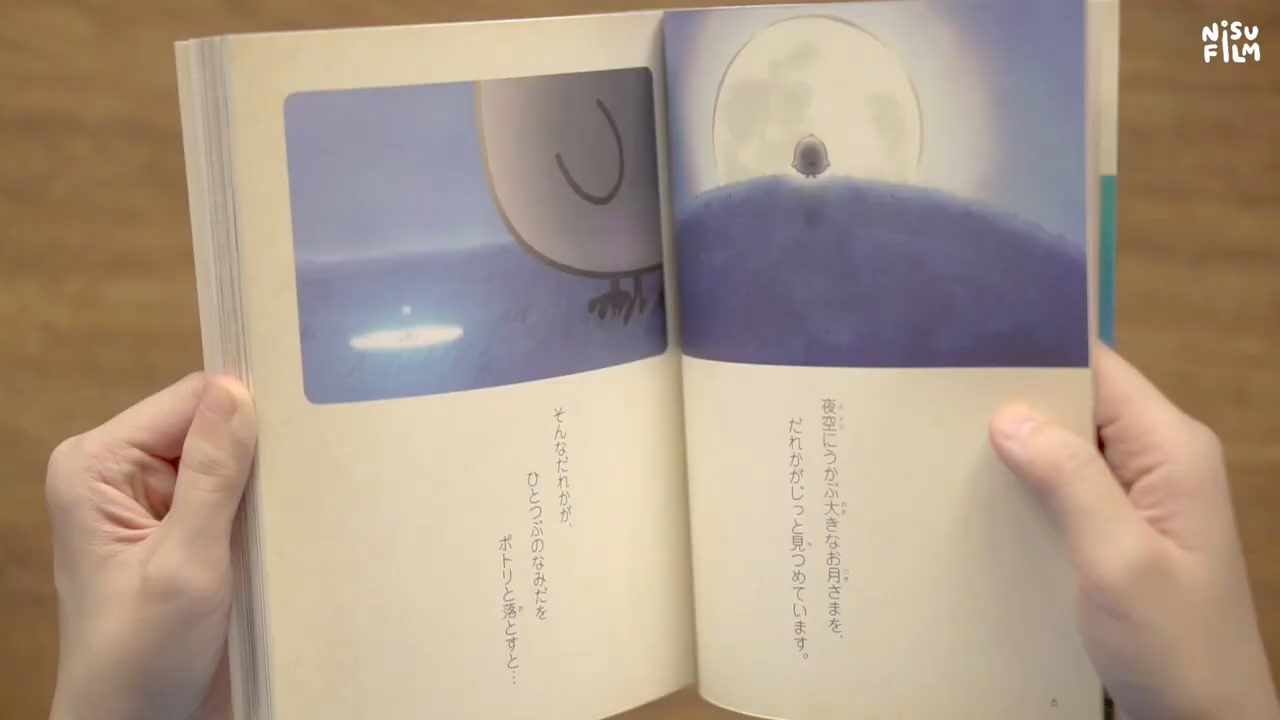 夜空にうかぶ大きなお月さまを、
だれかがじっと見つめています。
そんなだれかが、
ひとつぶのなみだを
ポトリと落とすと…
6
NiSU
FiLM